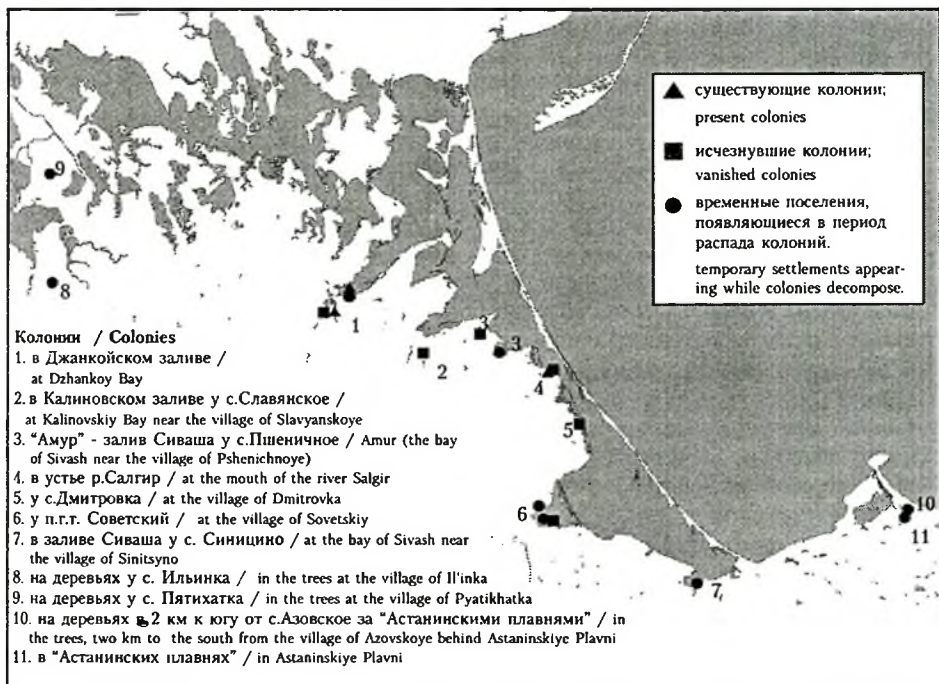 существующие колонии;
present colonies
исчезнувшие колонии;
vanished colonies
временные поселения,
появляющиеся в период
распада колоний.
temporary settlements appear-
ing while colonies decompose.
9
8
1
2
3
3
4
5
6
7
10
11
Колонии / Colonies
1. в Джанкойском заливе /
at Dzhankoy Bay
2. в Калиновском заливе у с.Славянское /
at Kalinovskiy Bay near the village of Slavyanskoye
3. "Амур" - залив Сиваша у с.Пшеничное / Amur (the bay
of Sivash near the village of Pshenichnoye)
4. в устье р.Салгир / at the mouth of the river Salgir
5. у с.Дмитровка / at the village of Dmitrovka
6. у п.г.т. Советский / at the village of Sovetskiy
7. в заливе Сиваша у с. Синицино / at the bay of Sivash near
the village of Sinitsyno
8. на деревьях у с. Ильинка / in the trees at the village of Il'inka
9. на деревьях у с. Пятихатка / in the trees at the village of Pyatikhatka
10. на деревьях в 2 км к югу от с.Азовское за "Астанинскими плавнями" / in
the trees, two km to the south from the village of Azovskoye behind Astaninskiye Plavni
11. в "Астанинских плавнях" / in Astaninskiye Plavni